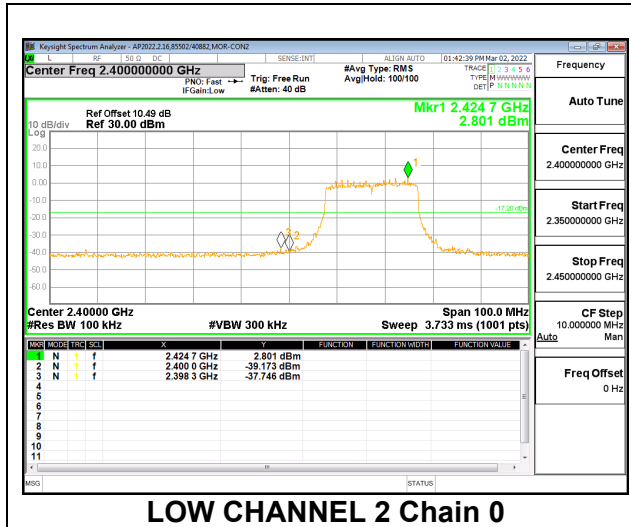 Keysight Spectrum Analyzer - AP2022.2.16,85502/40882,MOR-CON2
L RF 50 Ω DC SENSE:INT ALIGN AUTO 01:42:39 PM Mar 02, 2022
Center Freq 2.400000000 GHz
PNO: Fast
IFGain:Low
Trig: Free Run
#Atten: 40 dB
#Avg Type: RMS
Avg|Hold: 100/100
TRACE 1 2 3 4 5 6
TYPE M WWWWW
DET P N N N N N
Ref Offset 10.49 dB
Ref 30.00 dBm
10 dB/div
Log
Mkr1 2.424 7 GHz
2.801 dBm
20.0
10.0
0.00
-10.0
-20.0
-30.0
-40.0
-50.0
-60.0
1
-17.20 dBm
3 2
Center 2.40000 GHz
Span 100.0 MHz
#Res BW 100 kHz #VBW 300 kHz Sweep 3.733 ms (1001 pts)
MKR MODE TRC SCL X Y FUNCTION FUNCTION WIDTH FUNCTION VALUE
1 N 1 f 2.424 7 GHz 2.801 dBm
2 N 1 f 2.400 0 GHz -39.173 dBm
3 N 1 f 2.398 3 GHz -37.746 dBm
4
5
6
7
8
9
10
11
MSG STATUS
Frequency
Auto Tune
Center Freq
2.400000000 GHz
Start Freq
2.350000000 GHz
Stop Freq
2.450000000 GHz
CF Step
10.000000 MHz
Auto Man
Freq Offset
0 Hz
LOW CHANNEL 2 Chain 0